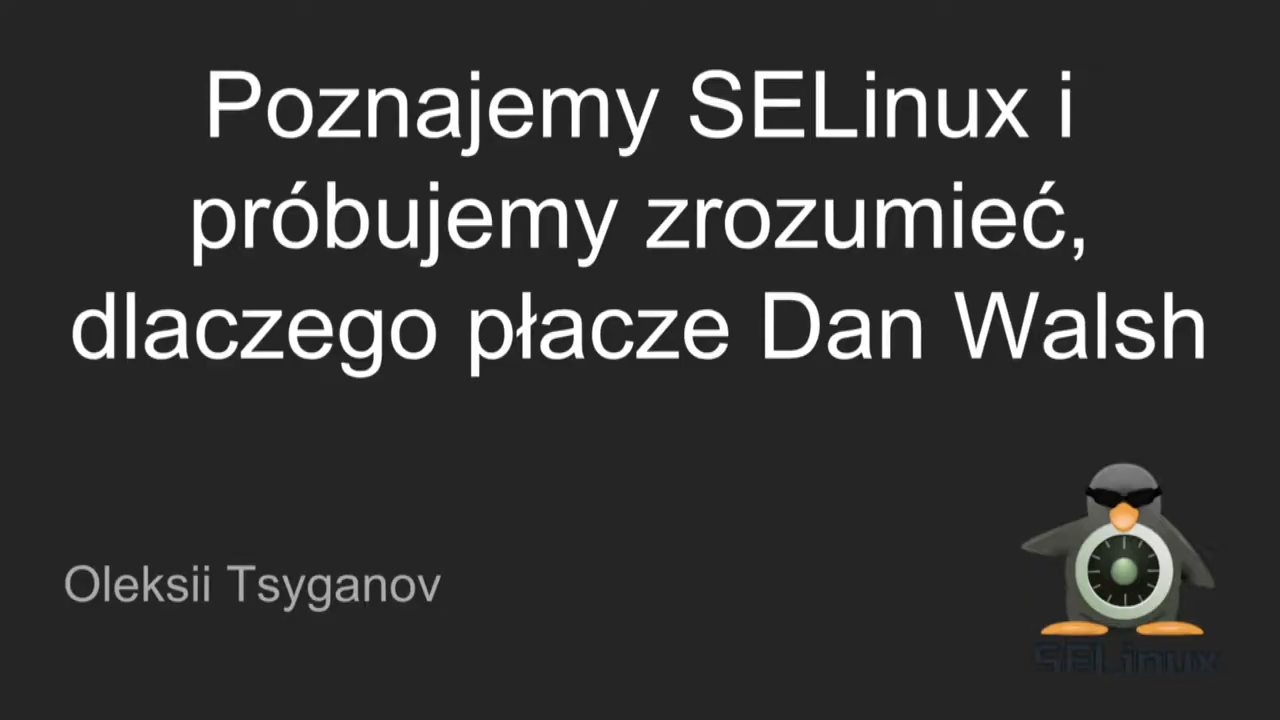 Poznajemy SELinux i
próbujemy zrozumieć,
dlaczego płacze Dan Walsh
Oleksii Tsyganov
SELinux